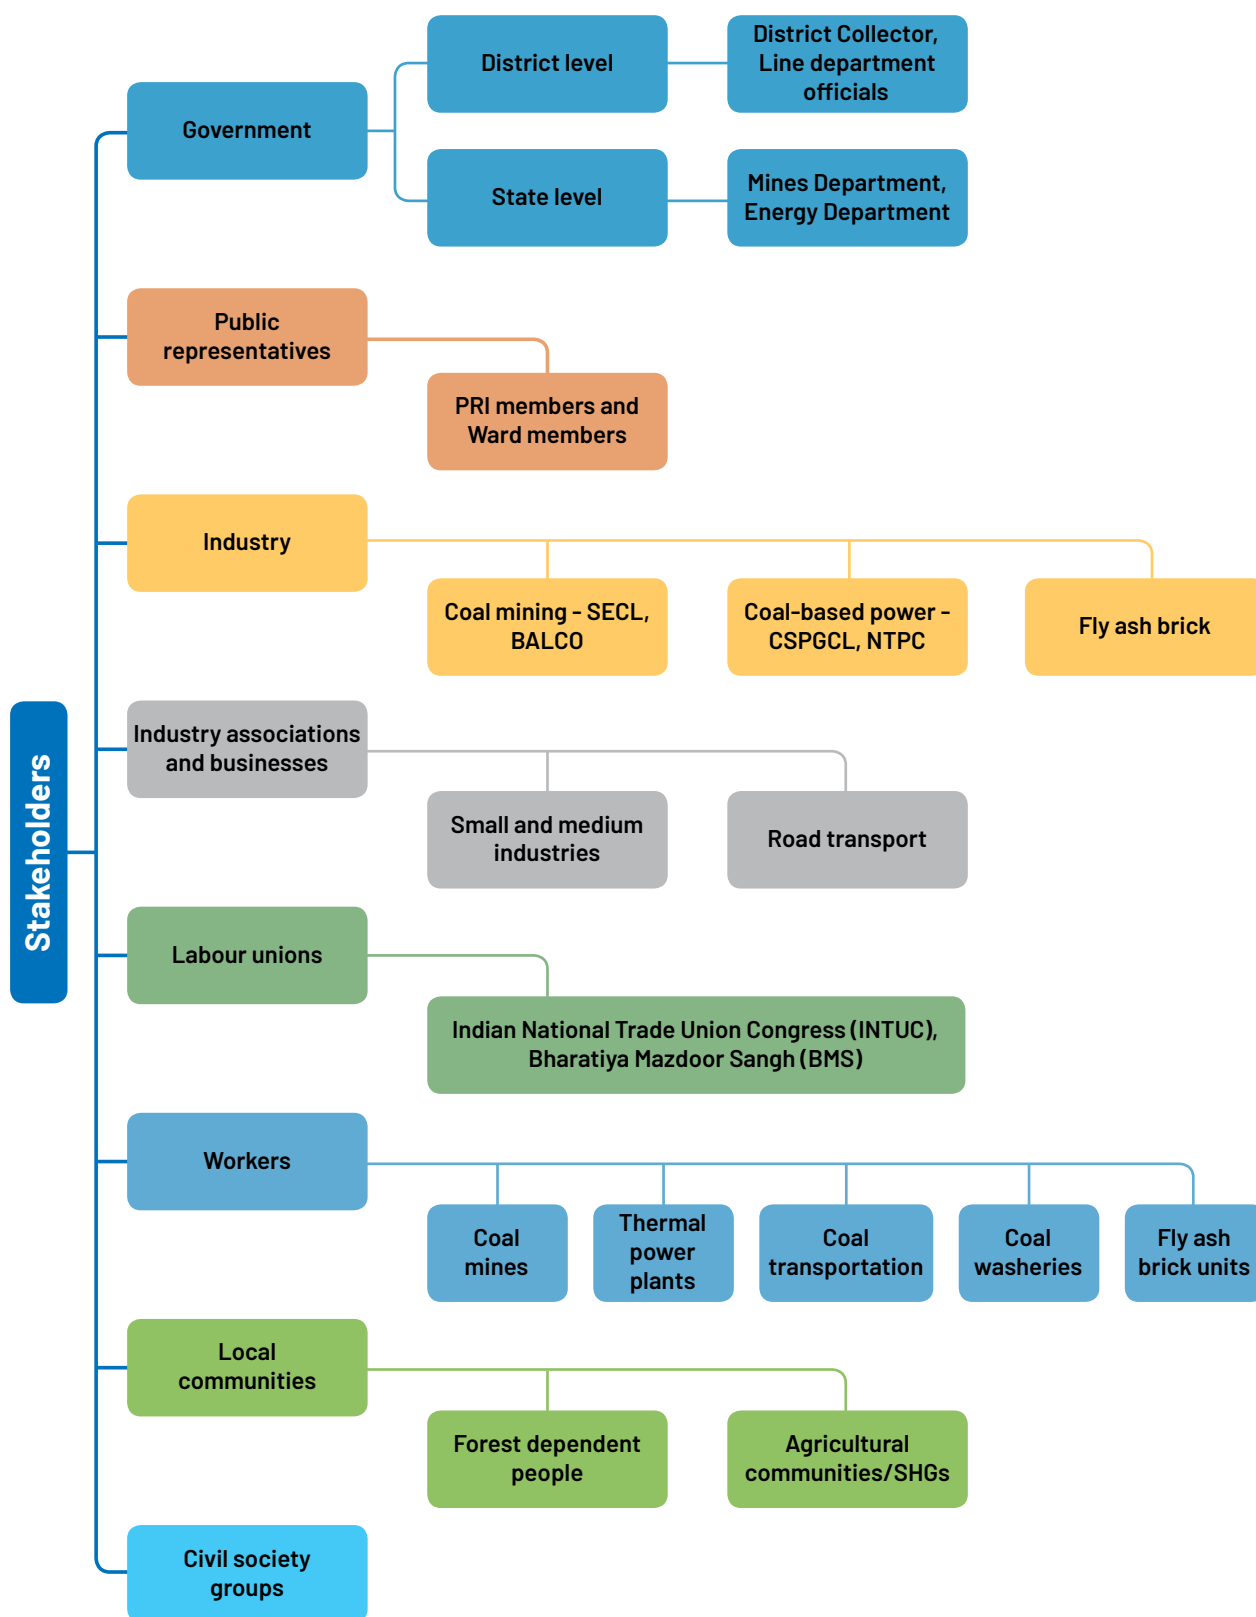 Stakeholders
Government
District level
District Collector,
Line department
officials
State level
Mines Department,
Energy Department
Public
representatives
PRI members and
Ward members
Industry
Coal mining - SECL,
BALCO
Coal-based power -
CSPGCL, NTPC
Fly ash brick
Industry associations
and businesses
Small and medium
industries
Road transport
Labour unions
Indian National Trade Union Congress (INTUC),
Bharatiya Mazdoor Sangh (BMS)
Workers
Coal
mines
Thermal
power
plants
Coal
transportation
Coal
washeries
Fly ash
brick units
Local
communities
Forest dependent
people
Agricultural
communities/SHGs
Civil society
groups